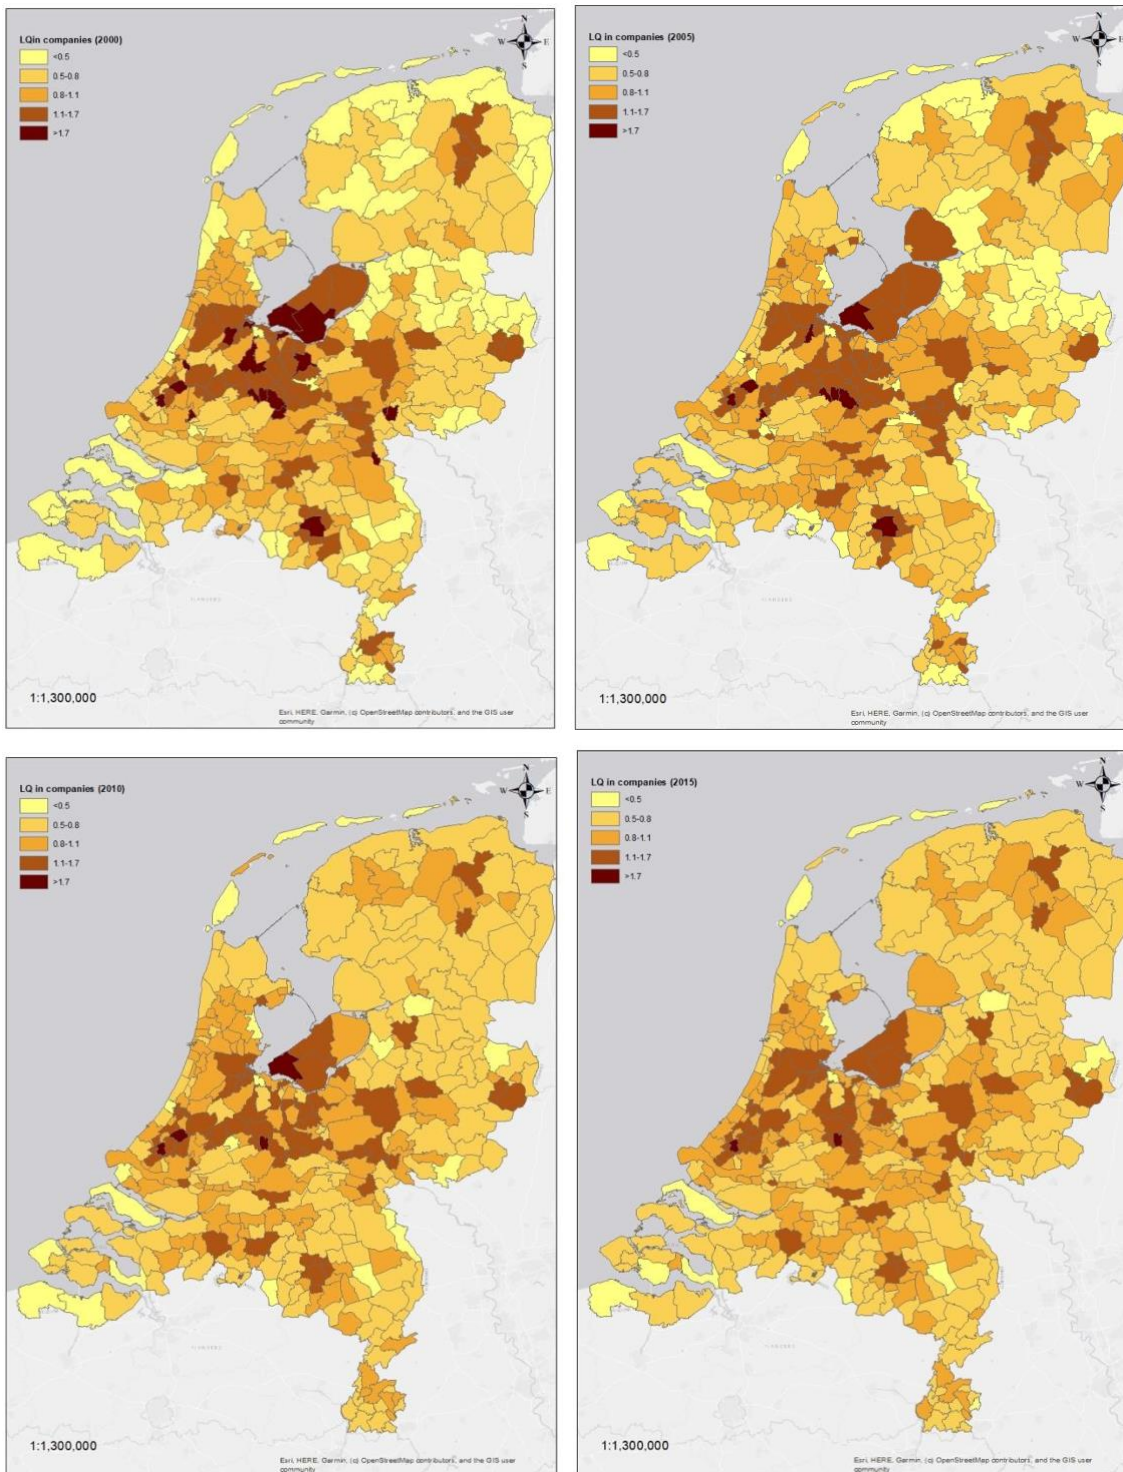 LQin companies (2000)
<0.5
0.5-0.8
0.8-1.1
1.1-1.7
>1.7
N
W
E
S
1:1,300,000
Esri, HERE, Garmin, (c) OpenStreetMap contributors, and the GIS user
community
LQ in companies (2005)
<0.5
0.5-0.8
0.8-1.1
1.1-1.7
>1.7
N
W
E
S
1:1,300,000
Esri, HERE, Garmin, (c) OpenStreetMap contributors, and the GIS user
community
LQ in companies (2010)
<0.5
0.5-0.8
0.8-1.1
1.1-1.7
>1.7
N
W
E
S
1:1,300,000
Esri, HERE, Garmin, (c) OpenStreetMap contributors, and the GIS user
community
LQ in companies (2015)
<0.5
0.5-0.8
0.8-1.1
1.1-1.7
>1.7
N
W
E
S
1:1,300,000
Esri, HERE, Garmin, (c) OpenStreetMap contributors, and the GIS user
community